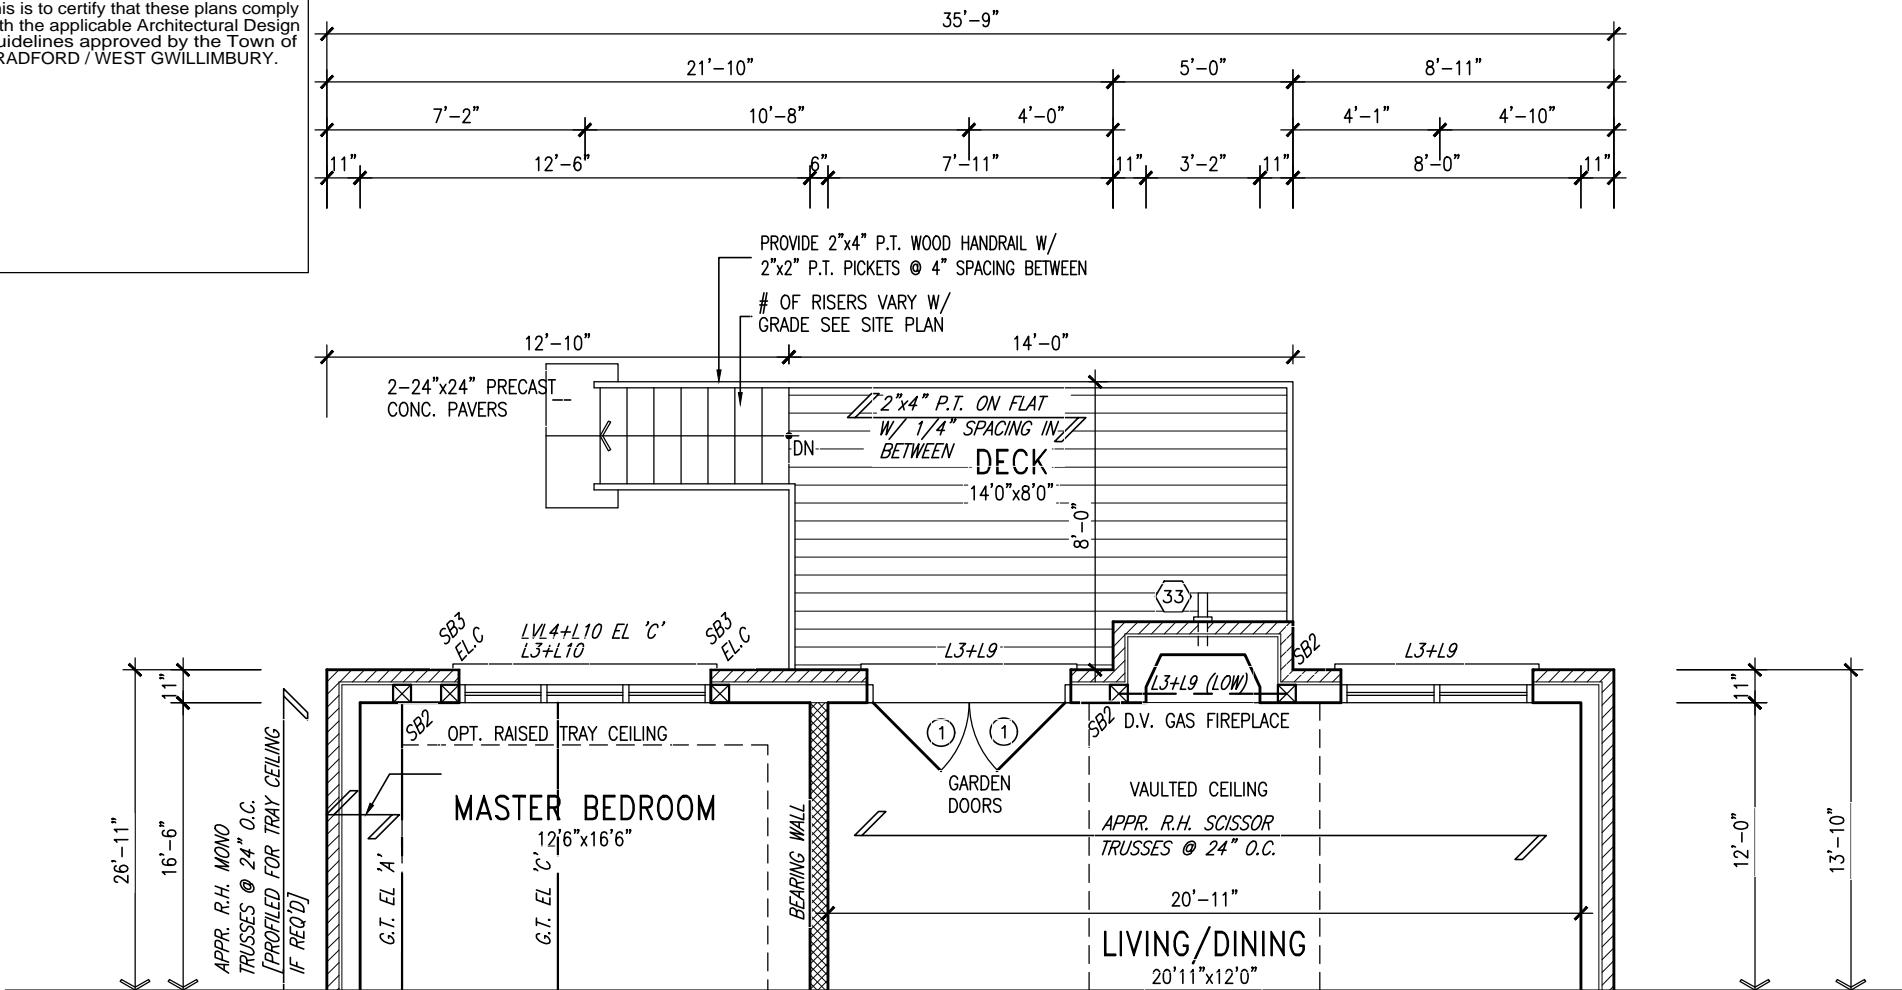 is is to certify that these plans comply
th the applicable Architectural Design
uidelines approved by the Town of
RADFORD / WEST GWILLIMBURY.
35'-9"
21'-10" 5'-0" 8'-11"
7'-2" 10'-8" 4'-0" 4'-1" 4'-10"
11" 12'-6" 6" 7'-11" 11" 3'-2" 11" 8'-0" 11"
PROVIDE 2"x4" P.T. WOOD HANDRAIL W/
2"x2" P.T. PICKETS @ 4" SPACING BETWEEN
# OF RISERS VARY W/
GRADE SEE SITE PLAN
12'-10" 14'-0"
2-24"x24" PRECAST
CONC. PAVERS
2"x4" P.T. ON FLAT
W/ 1/4" SPACING IN
BETWEEN
DN
DECK
14'0"x8'0"
8'-0"
33
SB3
EL.C
LVL4+L10 EL 'C'
L3+L10
SB3
EL.C
L3+L9
SB2
L3+L9
L3+L9 (LOW)
SB2
D.V. GAS FIREPLACE
SB2
OPT. RAISED TRAY CEILING
1 1
GARDEN
DOORS
MASTER BEDROOM
12'6"x16'6"
VAULTED CEILING
APPR. R.H. SCISSOR
TRUSSES @ 24" O.C.
20'-11"
LIVING/DINING
20'11"x12'0"
BEARING WALL
G.T. EL 'A'
G.T. EL 'C'
APPR. R.H. MONO
TRUSSES @ 24" O.C.
[PROFILED FOR TRAY CEILING
IF REQ'D]
26'-11"
11"
16'-6"
11"
12'-0"
13'-10"